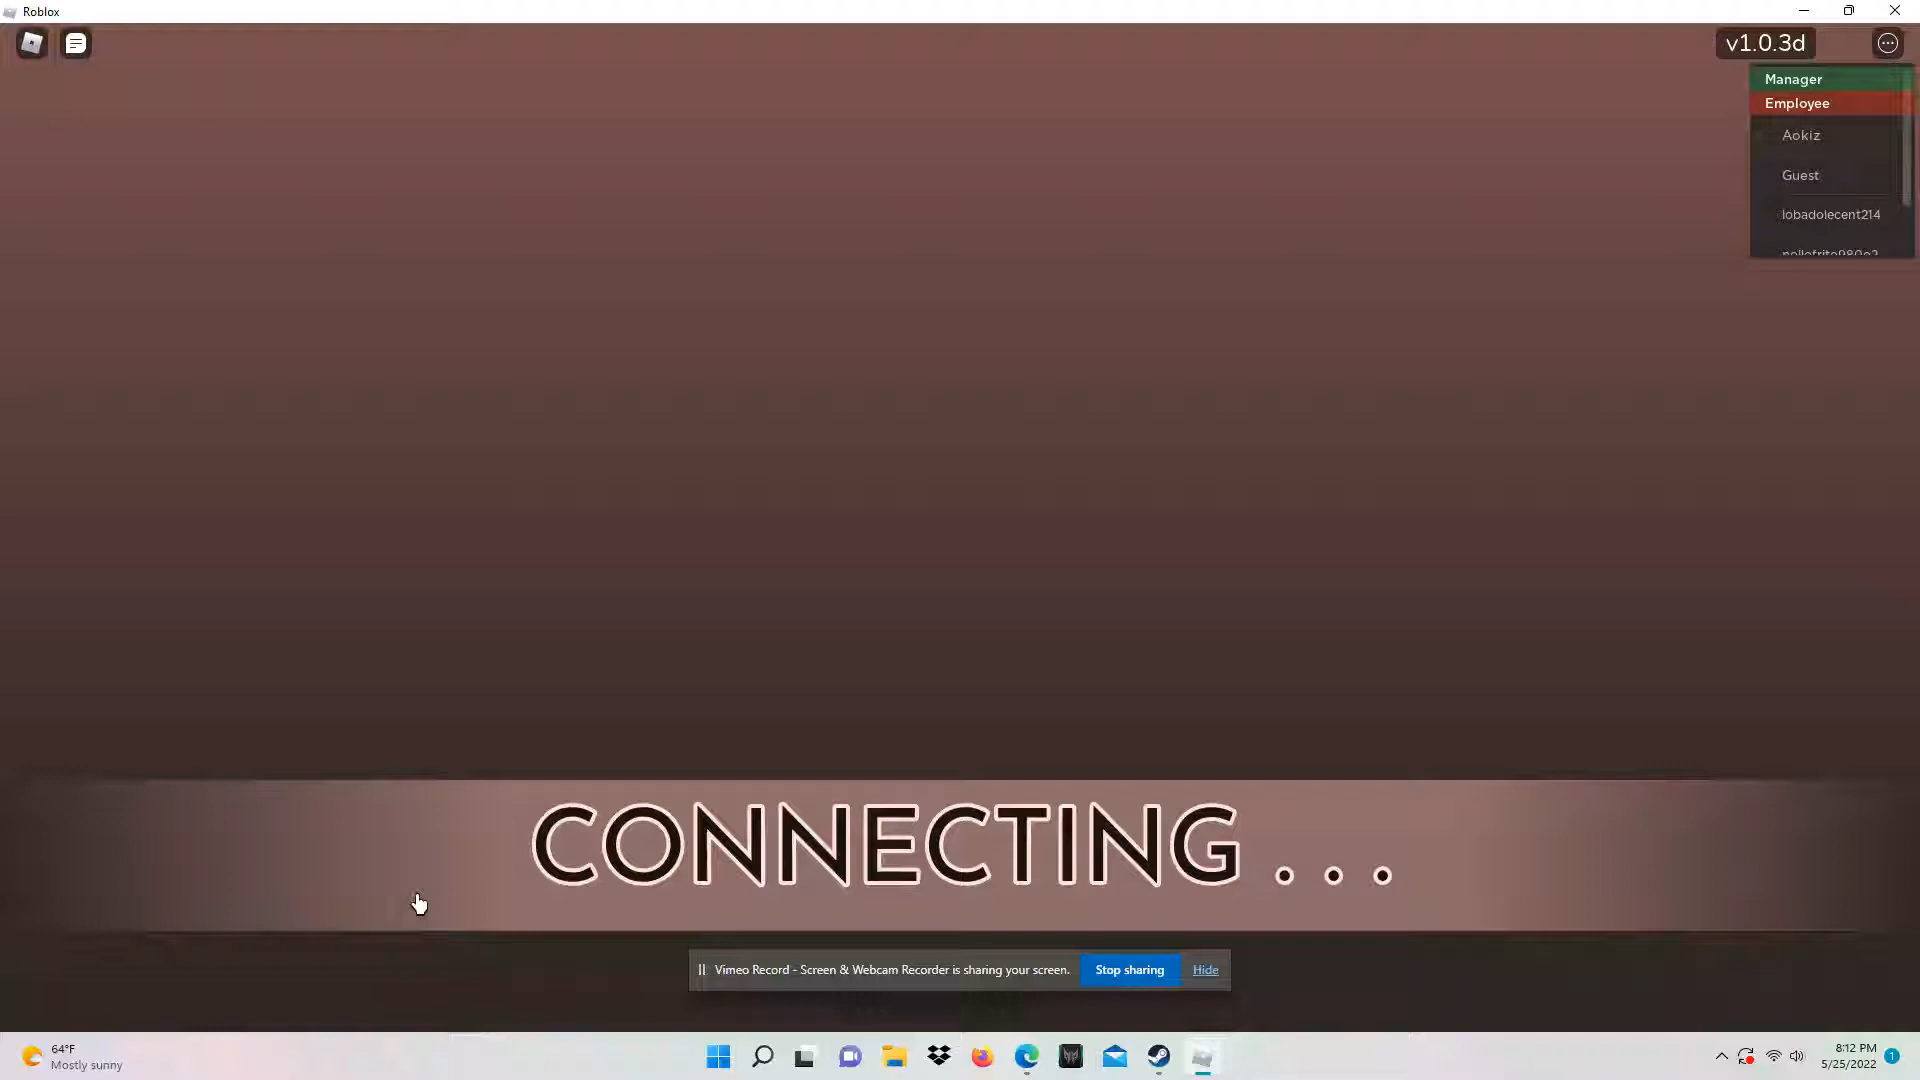 Roblox
v1.0.3d
Manager
Employee
Aokiz
Guest
lobadolecent214
CONNECTING . . .
Vimeo Record - Screen & Webcam Recorder is sharing your screen.
Stop sharing
Hide
64°F
Mostly sunny
8:12 PM
5/25/2022
1